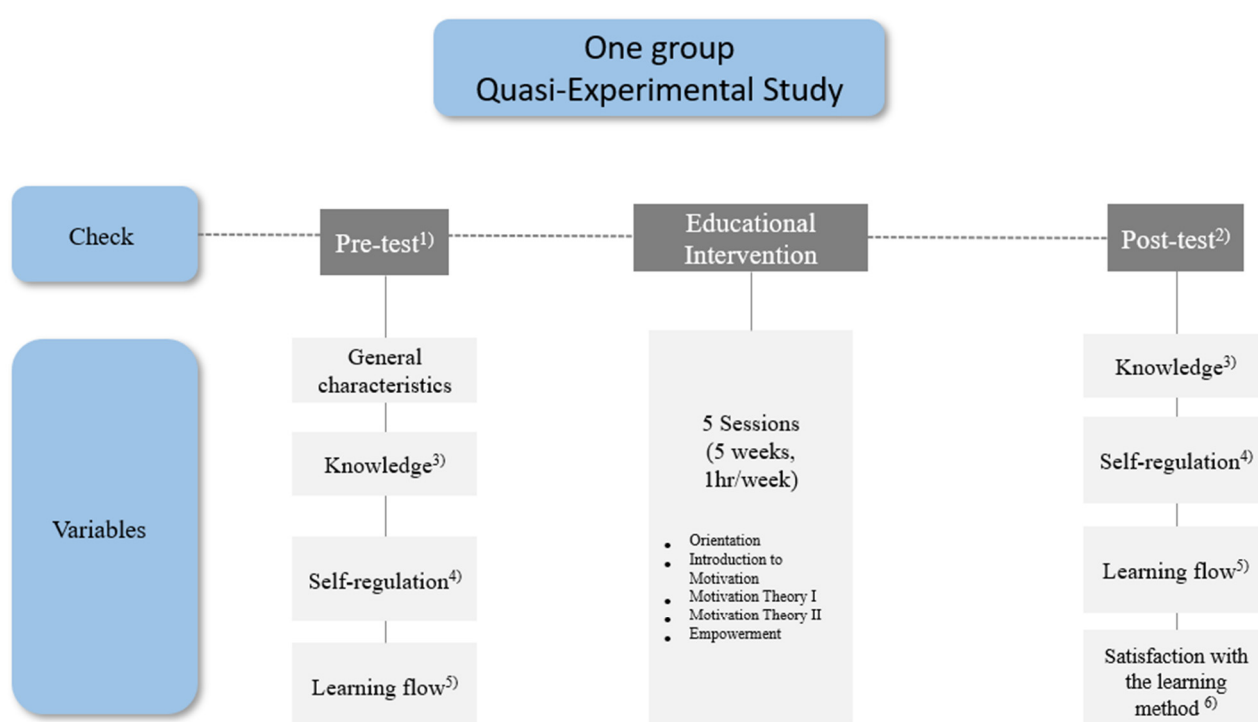 One group
Quasi-Experimental Study
Check
Pre-test1)
Educational
Intervention
Post-test2)
Variables
General
characteristics
Knowledge3)
Self-regulation4)
Learning flow5)
5 Sessions
(5 weeks,
1hr/week)
• Orientation
• Introduction to
Motivation
• Motivation Theory I
• Motivation Theory II
• Empowerment
Knowledge3)
Self-regulation4)
Learning flow5)
Satisfaction with
the learning
method 6)